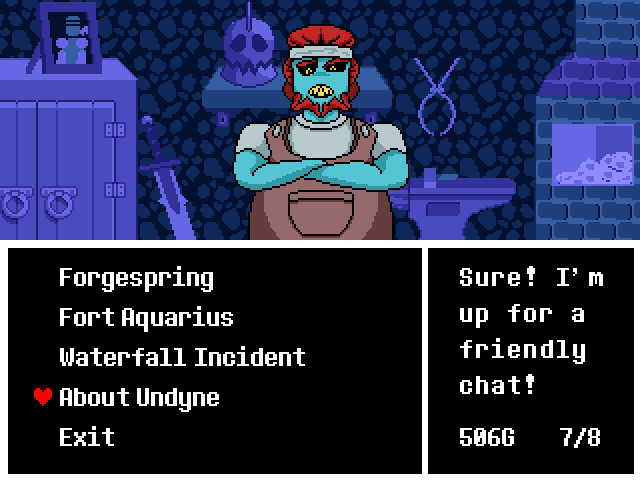 Forgespring
Fort Aquarius
Waterfall Incident
About Undyne
Exit
Sure! I'm
up for a
friendly
chat!
506G 7/8